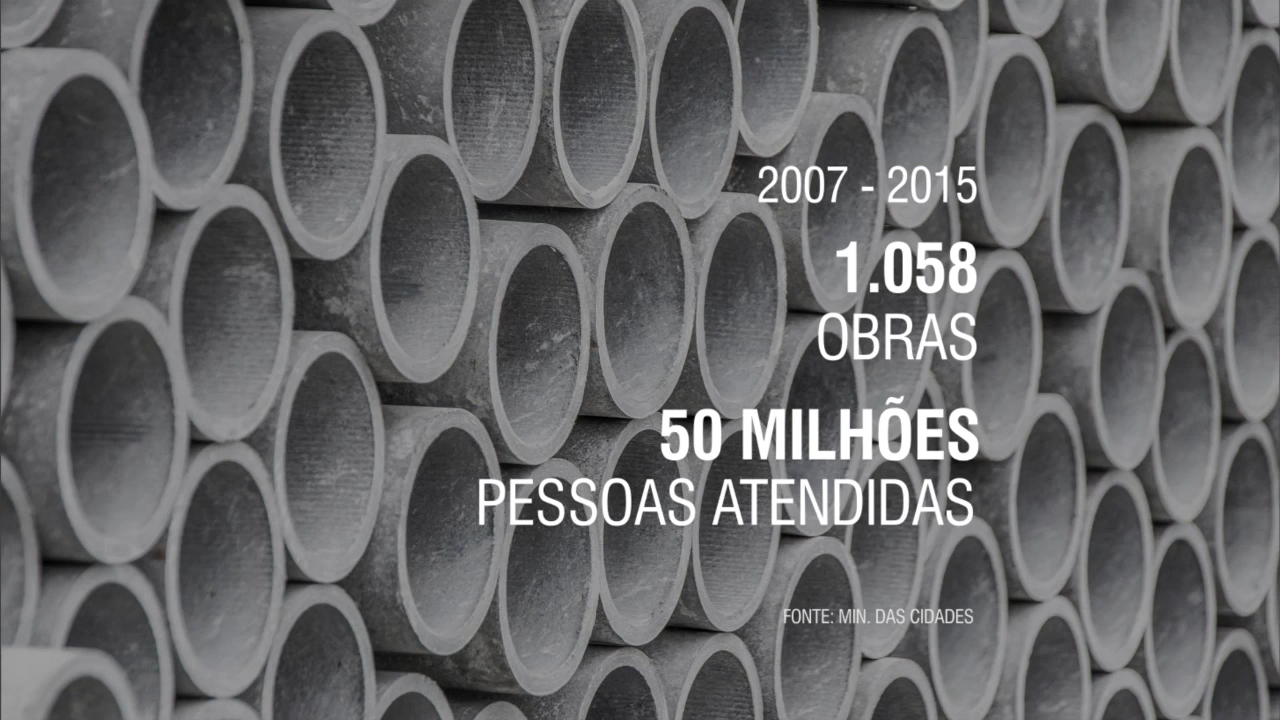 2007 - 2015
1.058
OBRAS
50 MILHÕES
PESSOAS ATENDIDAS
FONTE: MIN. DAS CIDADES